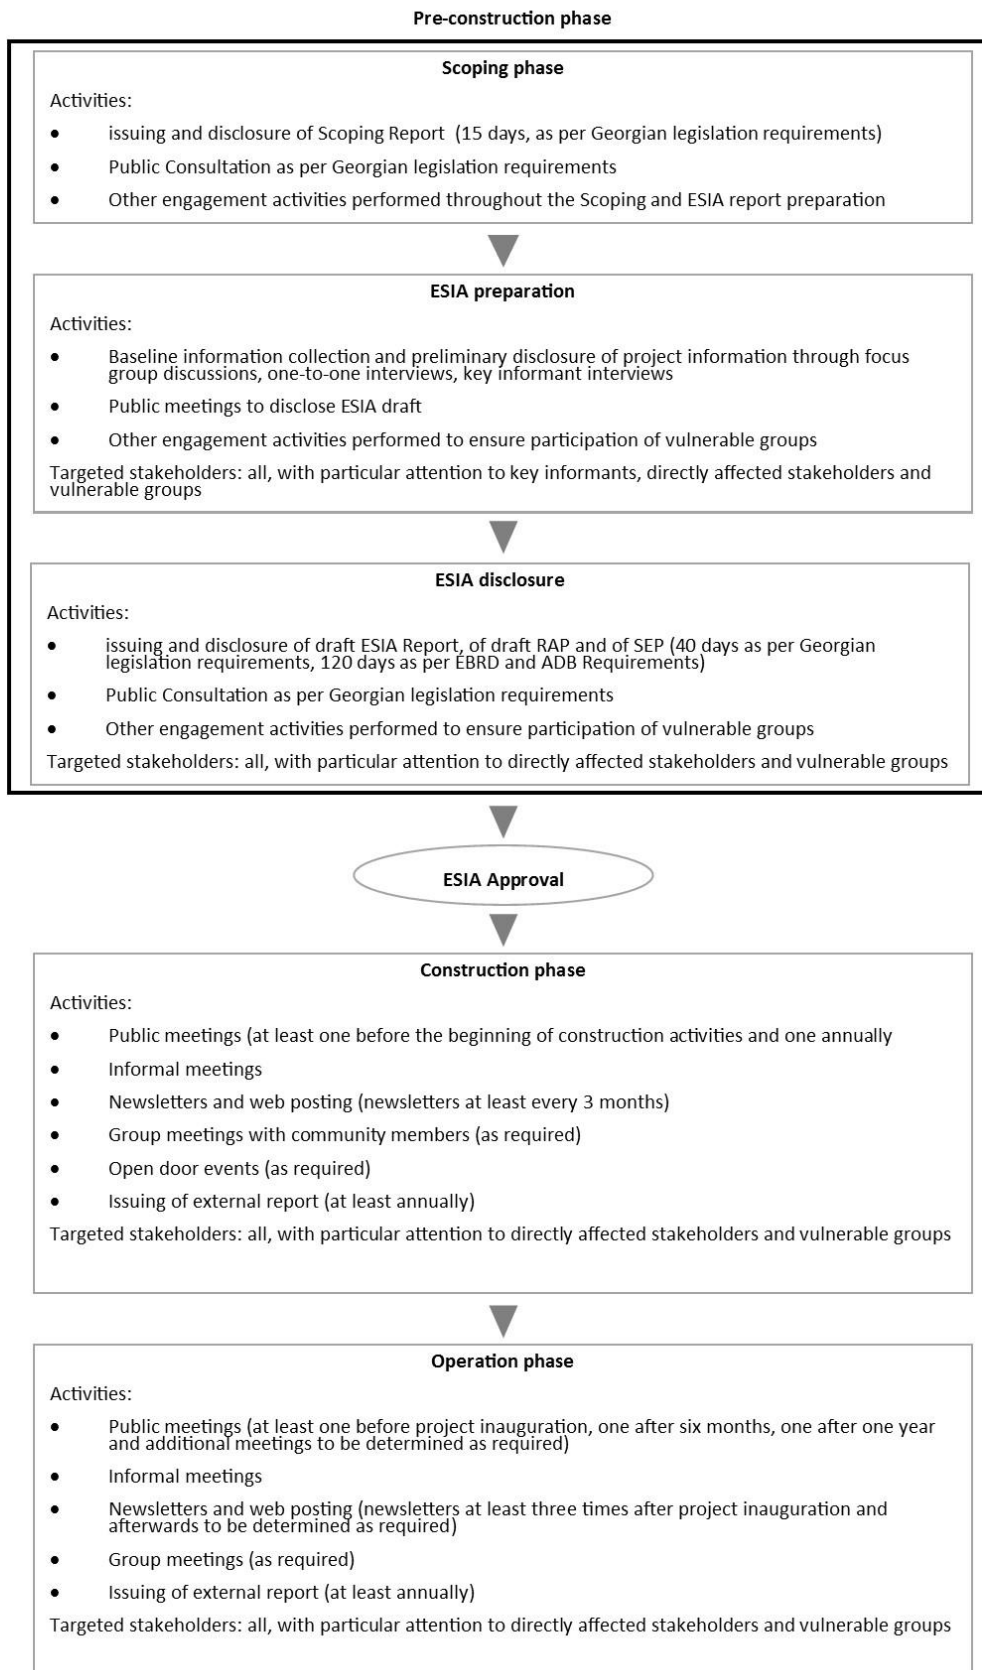 Pre-construction phase
Scoping phase
Activities:
● issuing and disclosure of Scoping Report (15 days, as per Georgian legislation requirements)
● Public Consultation as per Georgian legislation requirements
● Other engagement activities performed throughout the Scoping and ESIA report preparation
ESIA preparation
Activities:
● Baseline information collection and preliminary disclosure of project information through focus
group discussions, one-to-one interviews, key informant interviews
● Public meetings to disclose ESIA draft
● Other engagement activities performed to ensure participation of vulnerable groups
Targeted stakeholders: all, with particular attention to key informants, directly affected stakeholders and
vulnerable groups
ESIA disclosure
Activities:
● issuing and disclosure of draft ESIA Report, of draft RAP and of SEP (40 days as per Georgian
legislation requirements, 120 days as per EBRD and ADB Requirements)
● Public Consultation as per Georgian legislation requirements
● Other engagement activities performed to ensure participation of vulnerable groups
Targeted stakeholders: all, with particular attention to directly affected stakeholders and vulnerable groups
ESIA Approval
Construction phase
Activities:
● Public meetings (at least one before the beginning of construction activities and one annually
● Informal meetings
● Newsletters and web posting (newsletters at least every 3 months)
● Group meetings with community members (as required)
● Open door events (as required)
● Issuing of external report (at least annually)
Targeted stakeholders: all, with particular attention to directly affected stakeholders and vulnerable groups
Operation phase
Activities:
● Public meetings (at least one before project inauguration, one after six months, one after one year
and additional meetings to be determined as required)
● Informal meetings
● Newsletters and web posting (newsletters at least three times after project inauguration and
afterwards to be determined as required)
● Group meetings (as required)
● Issuing of external report (at least annually)
Targeted stakeholders: all, with particular attention to directly affected stakeholders and vulnerable groups